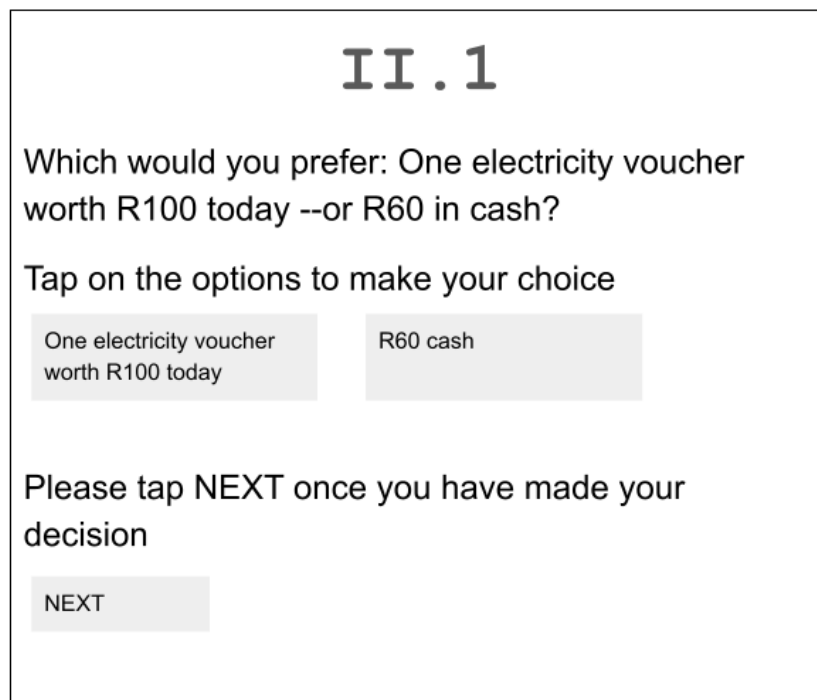 II.1
Which would you prefer: One electricity voucher
worth R100 today --or R60 in cash?
Tap on the options to make your choice
One electricity voucher
worth R100 today
R60 cash
Please tap NEXT once you have made your
decision
NEXT